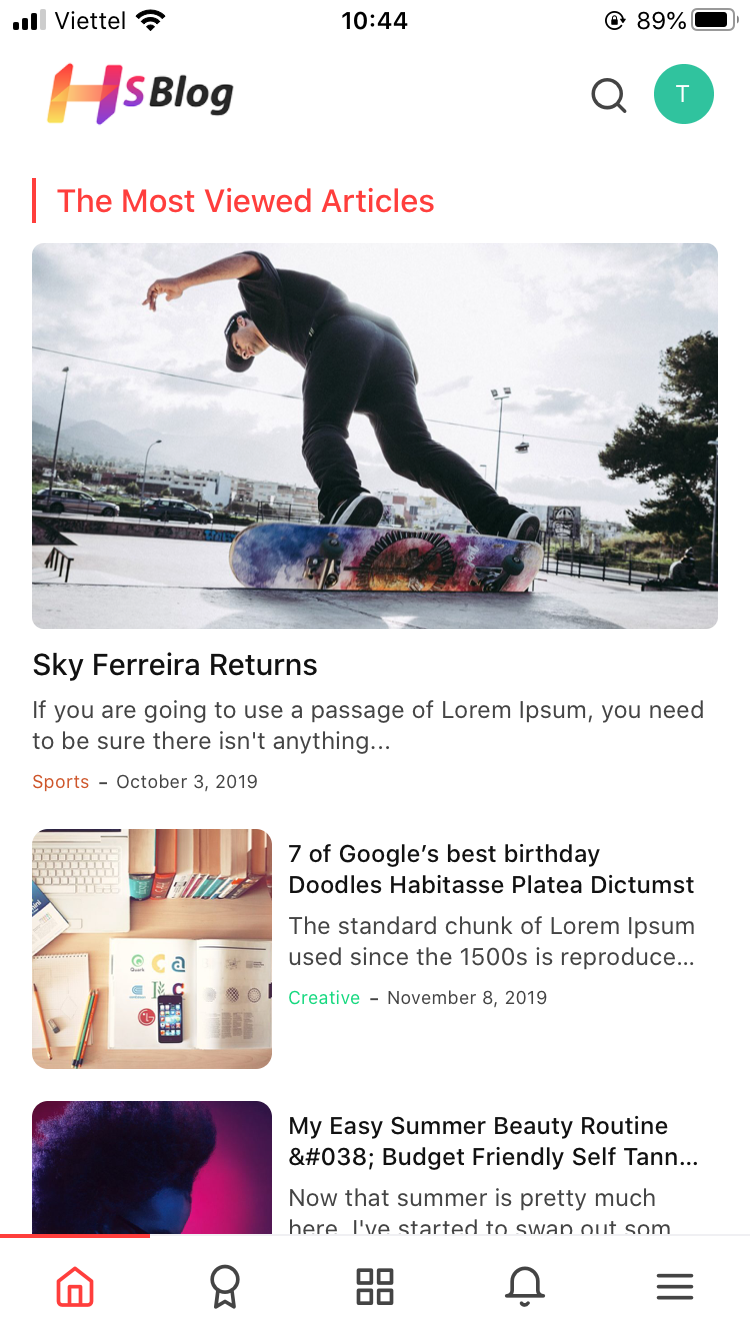 Viettel 10:44 89%
HSBlog T
The Most Viewed Articles
Sky Ferreira Returns
If you are going to use a passage of Lorem Ipsum, you need
to be sure there isn't anything...
Sports – October 3, 2019
7 of Google’s best birthday
Doodles Habitasse Platea Dictumst
The standard chunk of Lorem Ipsum
used since the 1500s is reproduce...
Creative – November 8, 2019
My Easy Summer Beauty Routine
&#038; Budget Friendly Self Tann...
Now that summer is pretty much
here, I've started to swap out som